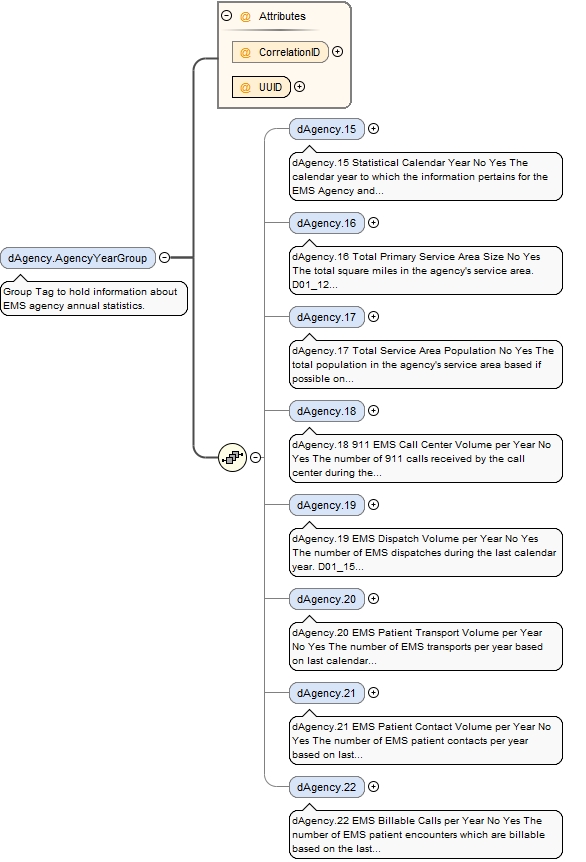 @ Attributes
@ CorrelationID
@ UUID
dAgency.AgencyYearGroup
Group Tag to hold information about
EMS agency annual statistics.
dAgency.15
dAgency.15 Statistical Calendar Year No Yes The
calendar year to which the information pertains for the
EMS Agency and...
dAgency.16
dAgency.16 Total Primary Service Area Size No Yes
The total square miles in the agency's service area.
D01_12...
dAgency.17
dAgency.17 Total Service Area Population No Yes The
total population in the agency's service area based if
possible on...
dAgency.18
dAgency.18 911 EMS Call Center Volume per Year No
Yes The number of 911 calls received by the call
center during the...
dAgency.19
dAgency.19 EMS Dispatch Volume per Year No Yes
The number of EMS dispatches during the last calendar
year. D01_15...
dAgency.20
dAgency.20 EMS Patient Transport Volume per Year
No Yes The number of EMS transports per year based
on last calendar...
dAgency.21
dAgency.21 EMS Patient Contact Volume per Year No
Yes The number of EMS patient contacts per year
based on last...
dAgency.22
dAgency.22 EMS Billable Calls per Year No Yes The
number of EMS patient encounters which are billable
based on the last...